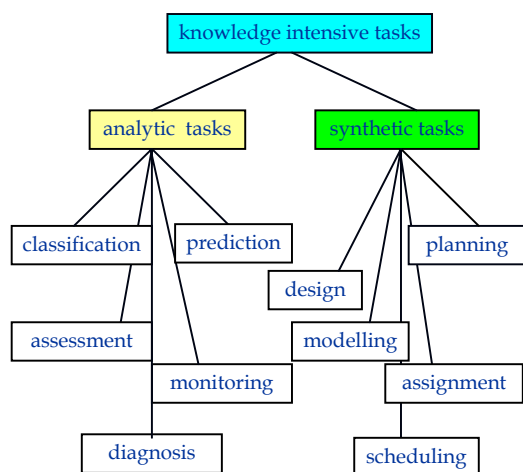 knowledge intensive tasks
analytic tasks
synthetic tasks
classification
prediction
planning
design
assessment
modelling
monitoring
assignment
diagnosis
scheduling